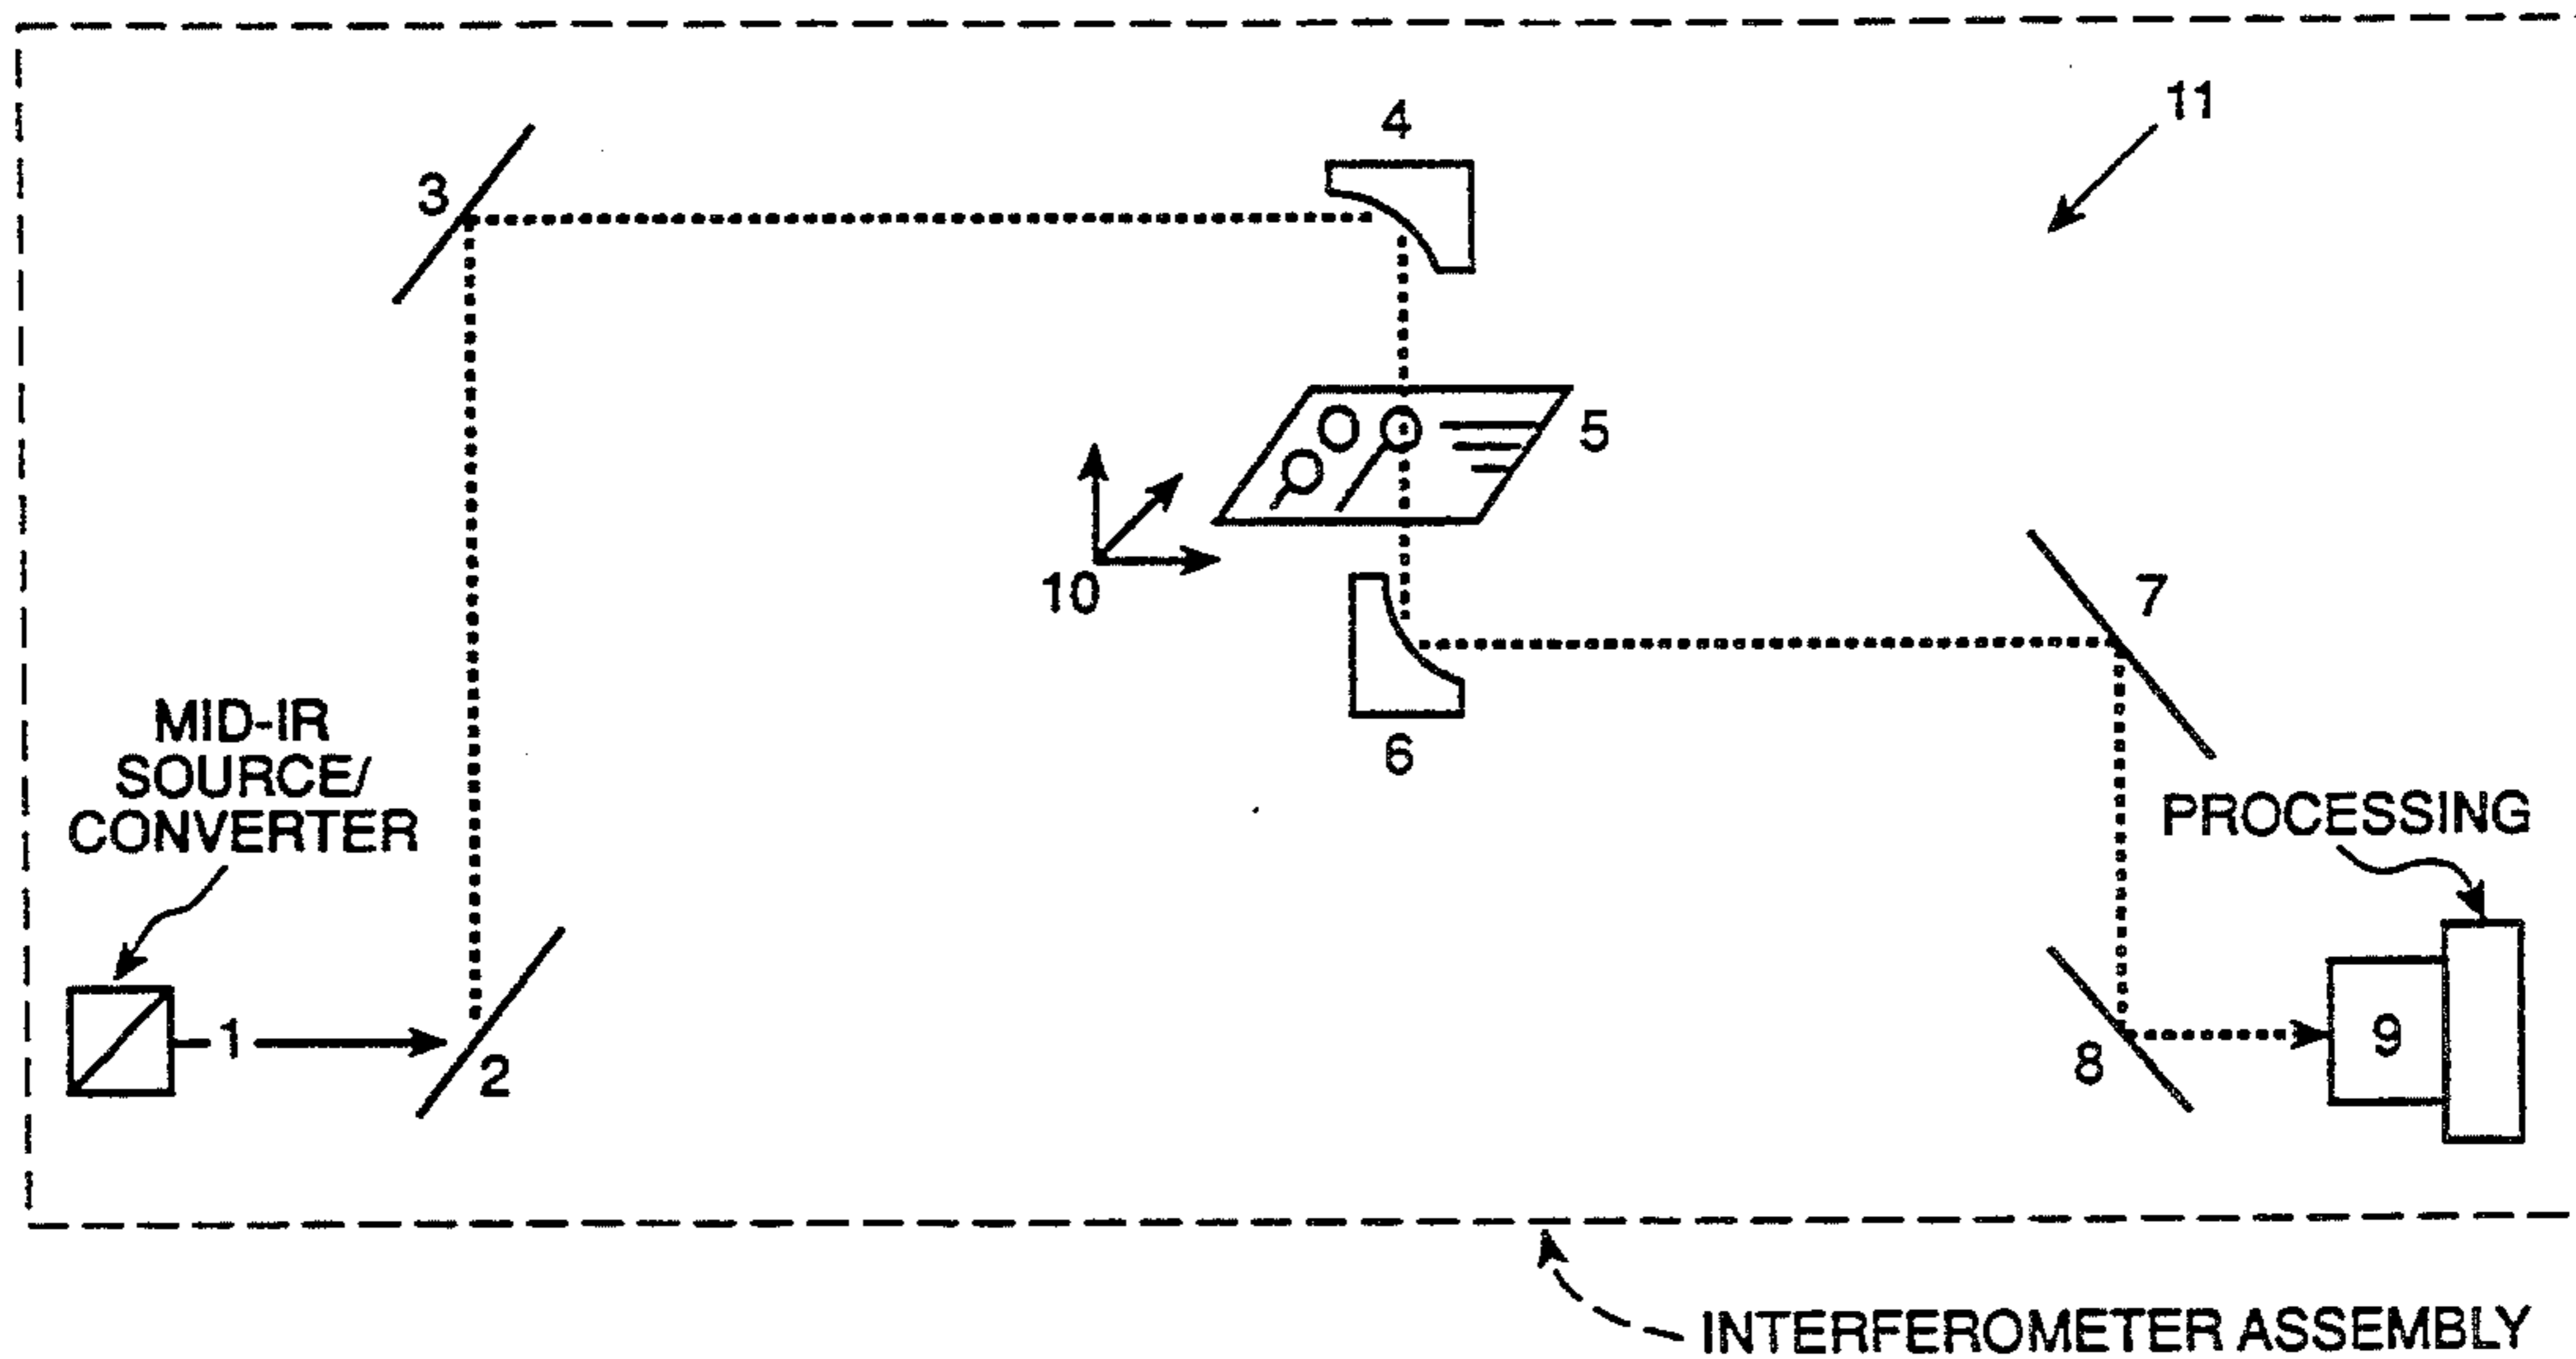 11
4
3
5
10
7
6
MID-IR
SOURCE/
CONVERTER
PROCESSING
1
2
8
9
INTERFEROMETER ASSEMBLY